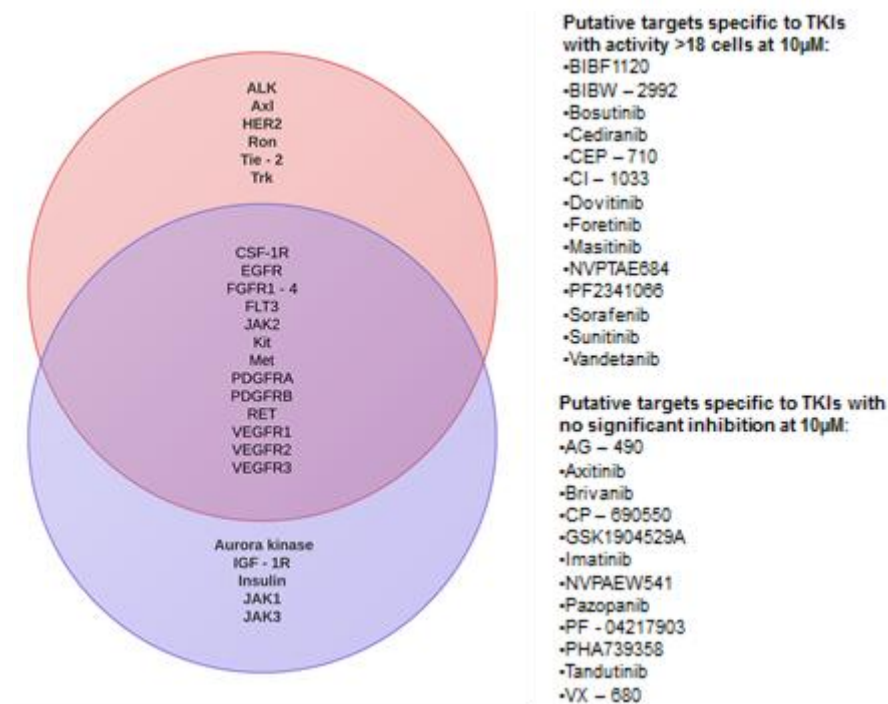 ALK
Axl
HER2
Ron
Tie - 2
Trk
CSF-1R
EGFR
FGFR1 - 4
FLT3
JAK2
Kit
Met
PDGFRA
PDGFRB
RET
VEGFR1
VEGFR2
VEGFR3
Aurora kinase
IGF - 1R
Insulin
JAK1
JAK3
Putative targets specific to TKIs
with activity >18 cells at 10µM:
•BIBF1120
•BIBW – 2992
•Bosutinib
•Cediranib
•CEP – 710
•CI – 1033
•Dovitinib
•Foretinib
•Masitinib
•NVPTAE684
•PF2341066
•Sorafenib
•Sunitinib
•Vandetanib
Putative targets specific to TKIs with
no significant inhibition at 10µM:
•AG – 490
•Axitinib
•Brivanib
•CP – 690550
•GSK1904529A
•Imatinib
•NVPAEW541
•Pazopanib
•PF - 04217903
•PHA739358
•Tandutinib
•VX – 680